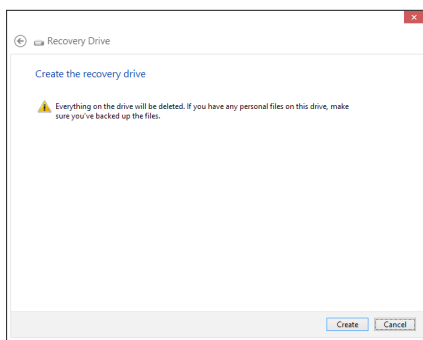 Recovery Drive
Create the recovery drive
Everything on the drive will be deleted. If you have any personal files on this drive, make
sure you've backed up the files.
Create Cancel